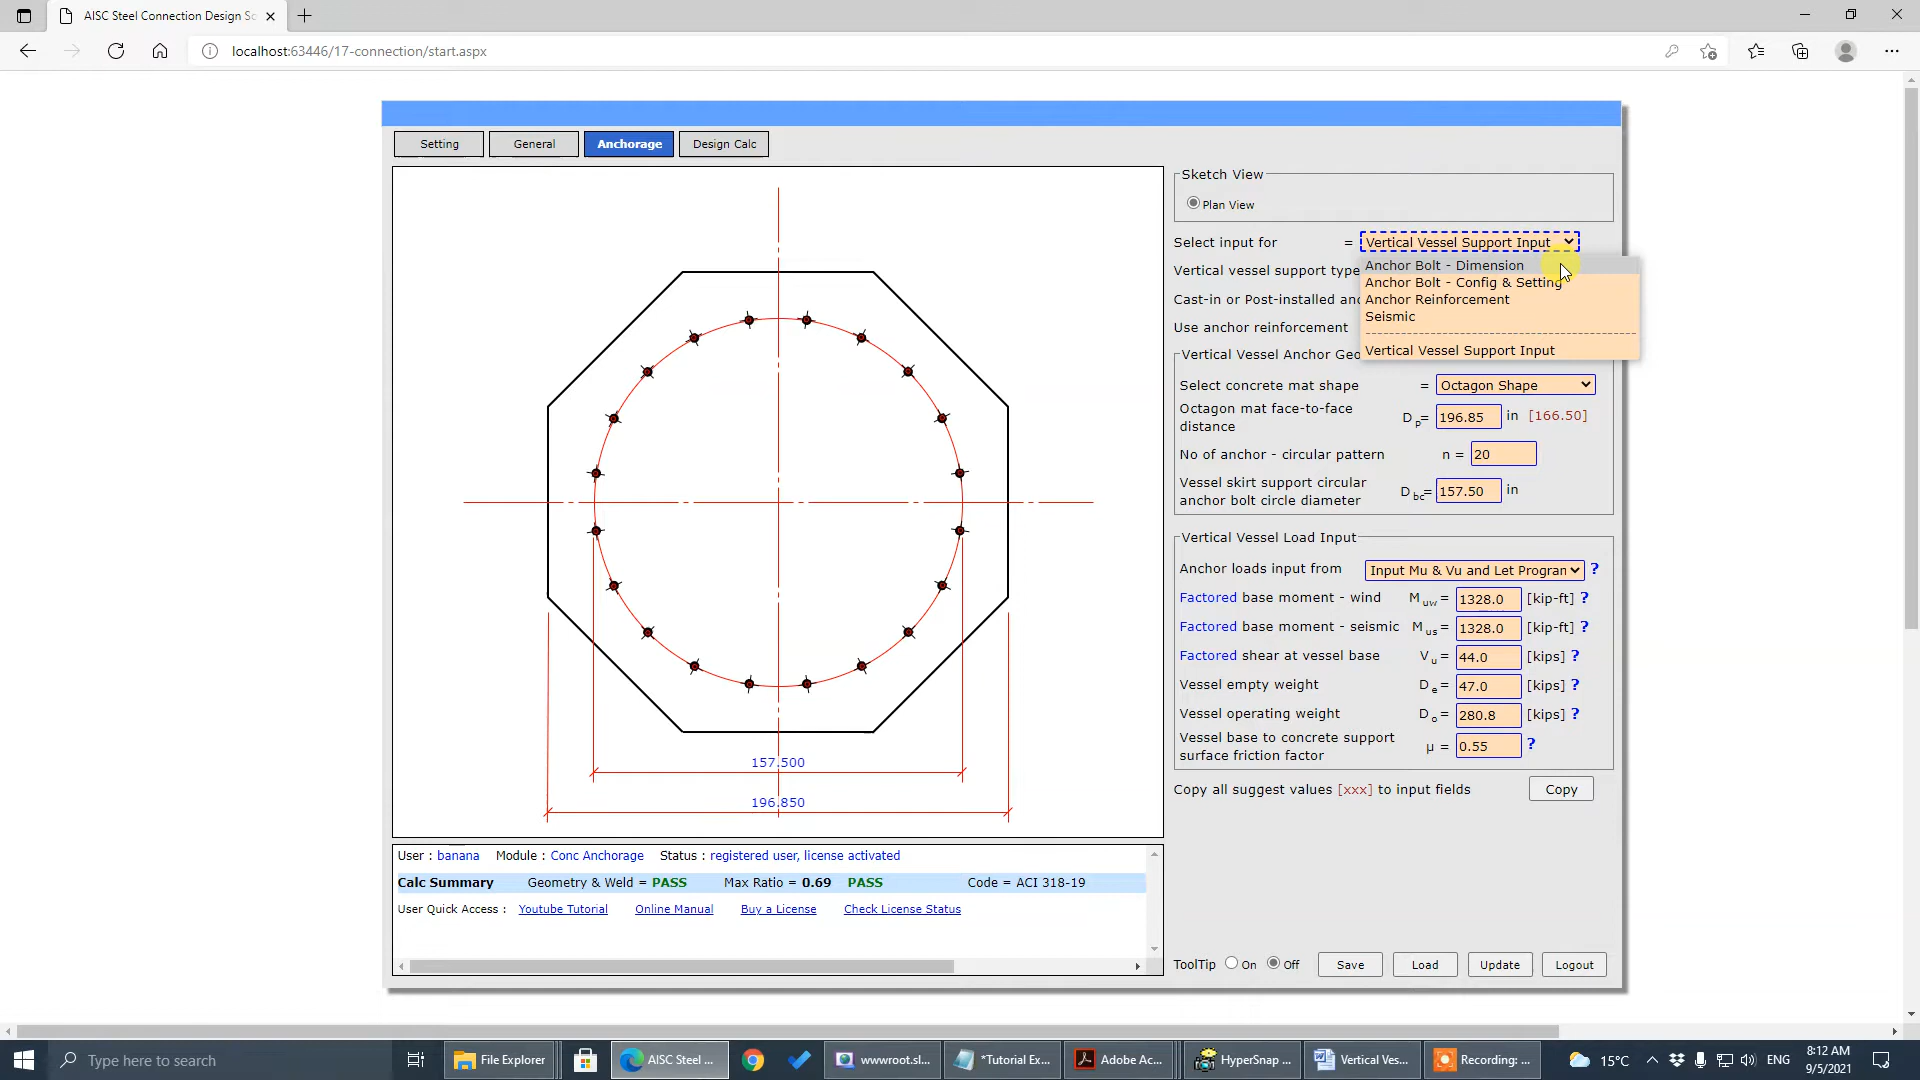 AISC Steel Connection Design So
localhost:63446/17-connection/start.aspx
Setting
General
Anchorage
Design Calc
Sketch View
Plan View
Select input for = Vertical Vessel Support Input
Anchor Bolt - Dimension
Anchor Bolt - Config & Setting
Anchor Reinforcement
Seismic
Vertical Vessel Support Input
Vertical vessel support type
Cast-in or Post-installed an
Use anchor reinforcement
Vertical Vessel Anchor Geo
Select concrete mat shape = Octagon Shape
Octagon mat face-to-face
distance D p= 196.85 in [166.50]
No of anchor - circular pattern n = 20
Vessel skirt support circular
anchor bolt circle diameter D bc= 157.50 in
Vertical Vessel Load Input
Anchor loads input from Input Mu & Vu and Let Program ?
Factored base moment - wind M uw = 1328.0 [kip-ft] ?
Factored base moment - seismic M us = 1328.0 [kip-ft] ?
Factored shear at vessel base V u = 44.0 [kips] ?
Vessel empty weight D e = 47.0 [kips] ?
Vessel operating weight D o = 280.8 [kips] ?
Vessel base to concrete support
surface friction factor μ = 0.55 ?
Copy all suggest values [xxx] to input fields Copy
157.500
196.850
User : banana Module : Conc Anchorage Status : registered user, license activated
Calc Summary Geometry & Weld = PASS Max Ratio = 0.69 PASS Code = ACI 318-19
User Quick Access : Youtube Tutorial Online Manual Buy a License Check License Status
ToolTip On Off Save Load Update Logout
Type here to search
File Explorer
AISC Steel ...
wwwroot.sl...
*Tutorial Ex...
Adobe Ac...
HyperSnap ...
Vertical Ves...
Recording: ...
15°C
ENG
8:12 AM
9/5/2021